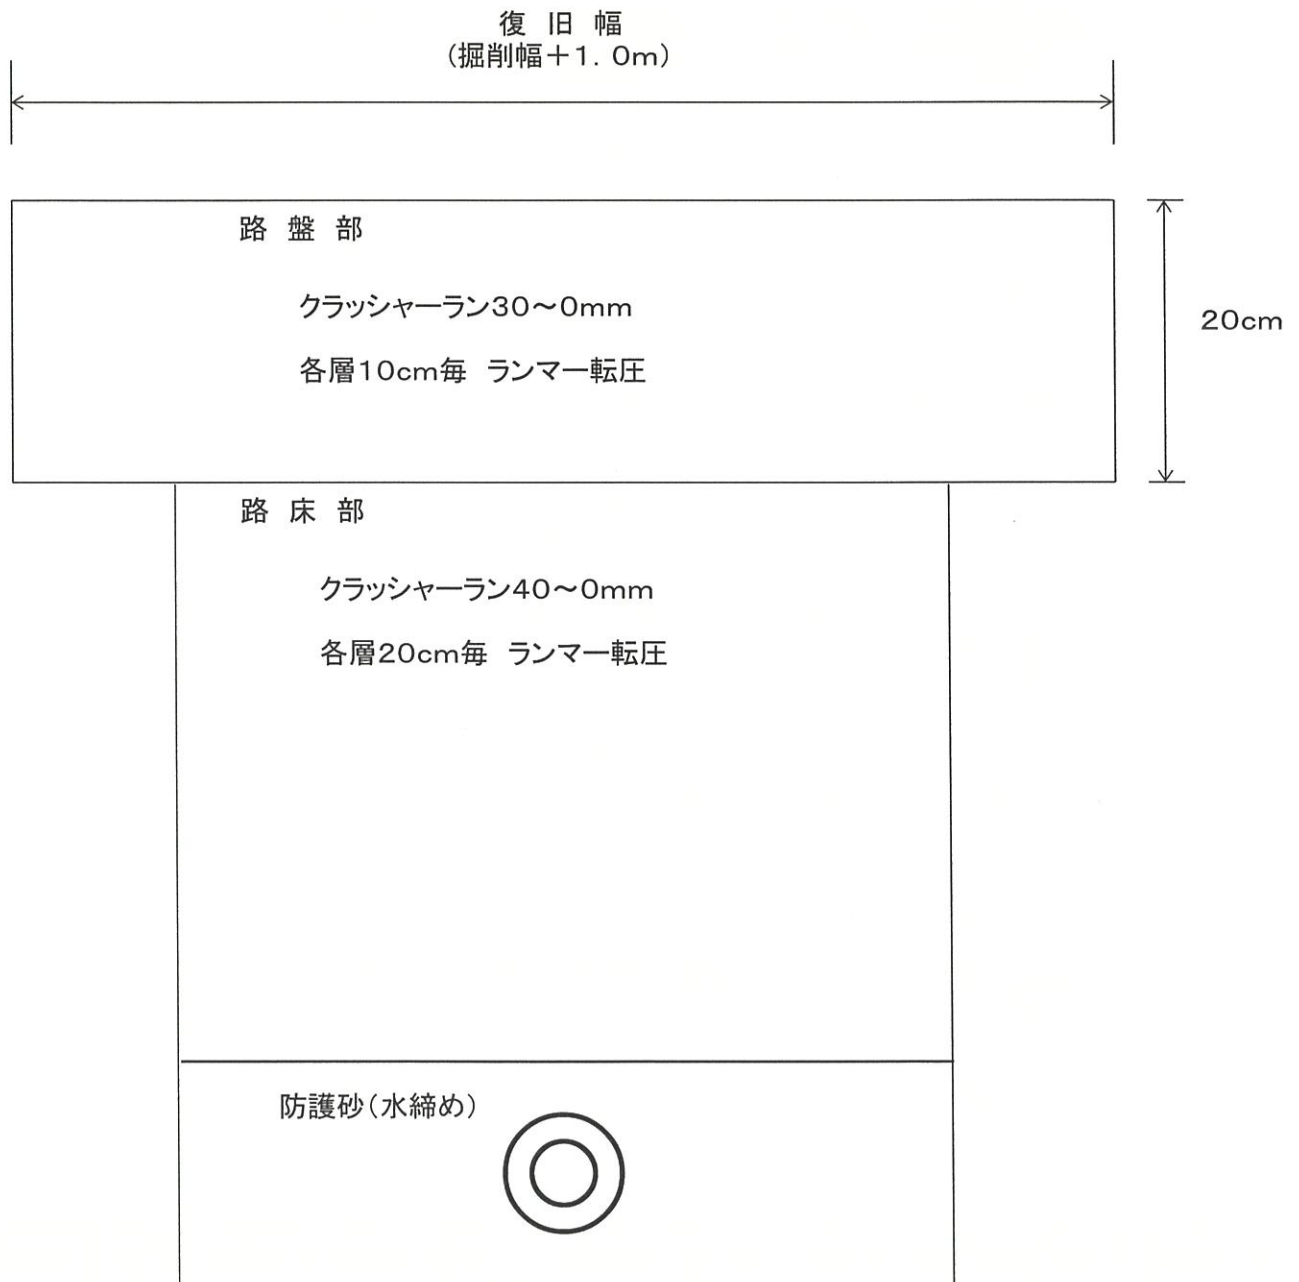 復 旧 幅
(掘削幅＋1．0m)
路 盤 部
クラッシャーラン30～0mm
20cm
各層10cm毎 ランマー転圧
路 床 部
クラッシャーラン40～0mm
各層20cm毎 ランマー転圧
防護砂(水締め)